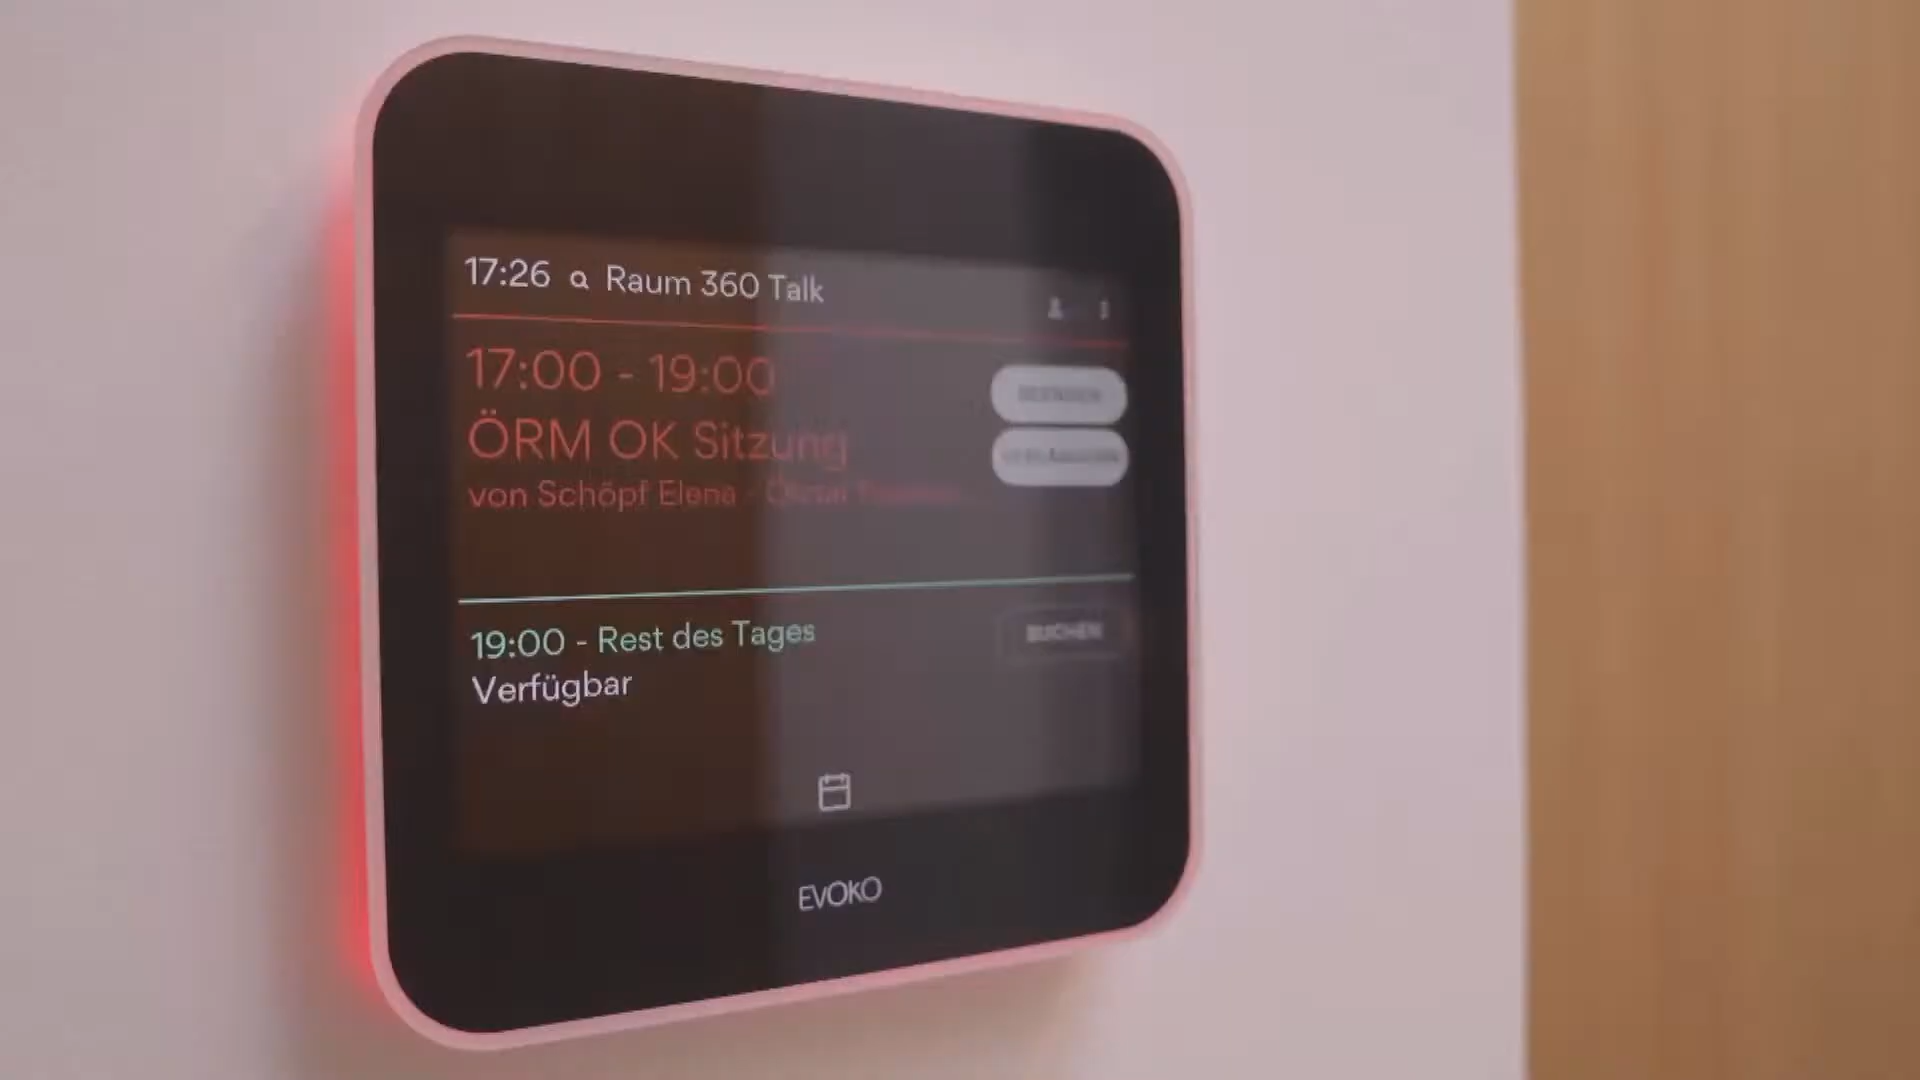 17:26 Raum 360 Talk
17:00 - 19:00
ÖRM OK Sitzung
von Schöpf Elena -
19:00 - Rest des Tages
BUCHEN
Verfügbar
EVOKO